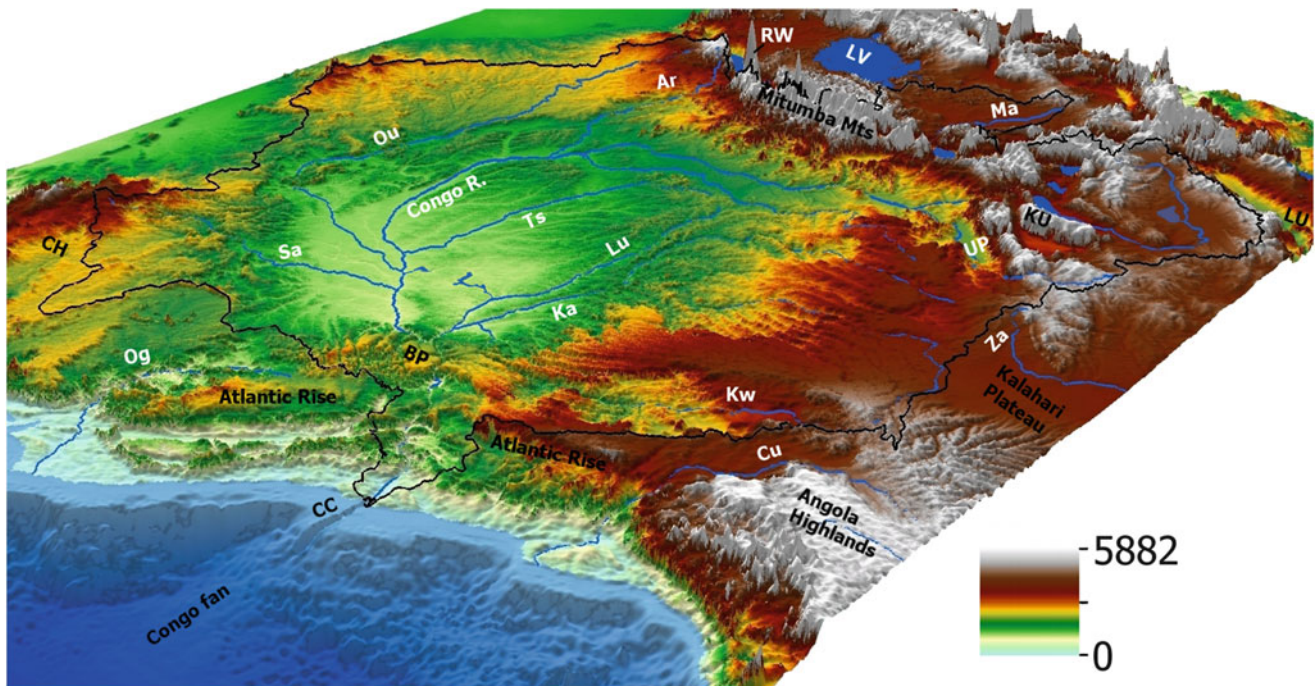 RW
LV
Ar
Mitumba Mts
Ma
Ou
Congo R.
Ts
KU
LU
CH
Sa
Lu
UP
Ka
Og
BP
Za
Kalahari
Plateau
Atlantic Rise
Kw
Atlantic Rise
Cu
CC
Angola
Highlands
Congo fan
5882
0